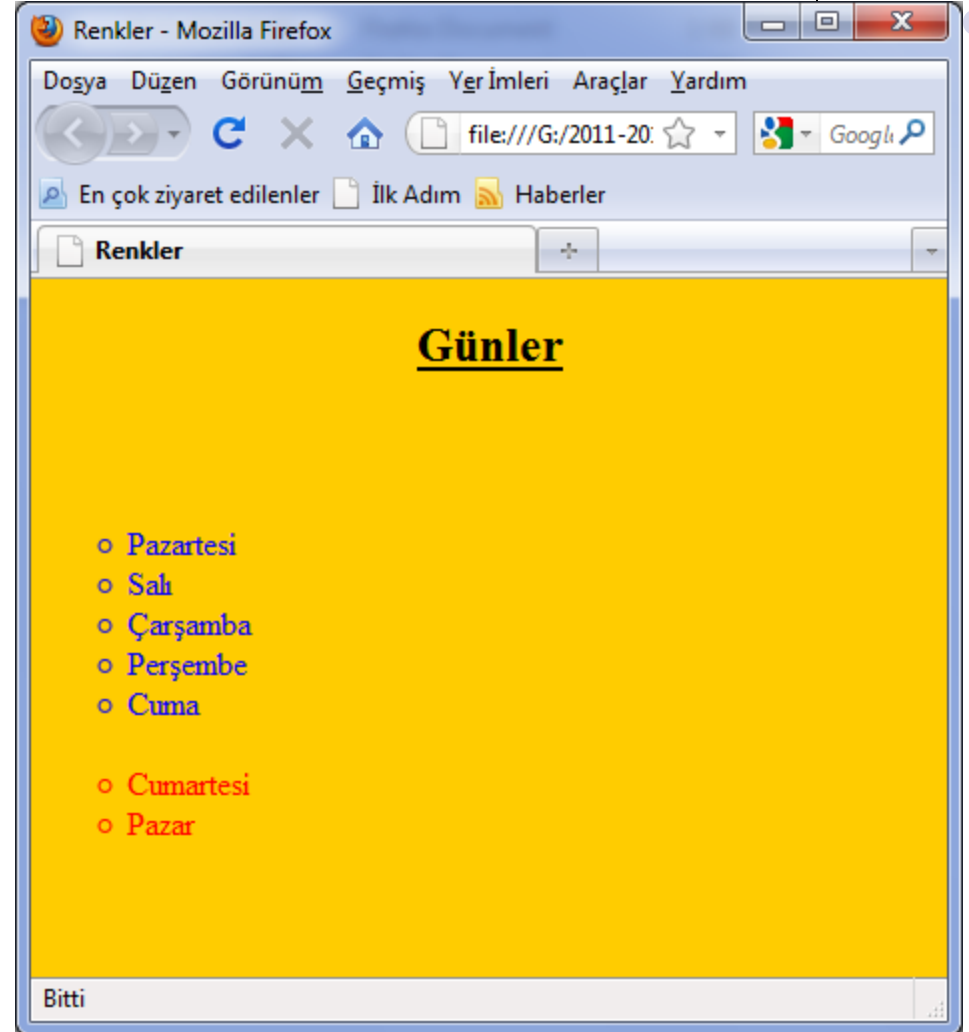 Renkler - Mozilla Firefox
Dosya Düzen Görünüm Geçmiş Yer İmleri Araçlar Yardım
file:///G:/2011-20
En çok ziyaret edilenler İlk Adım Haberler
Renkler
Günler
Pazartesi
Salı
Çarşamba
Perşembe
Cuma
Cumartesi
Pazar
Bitti